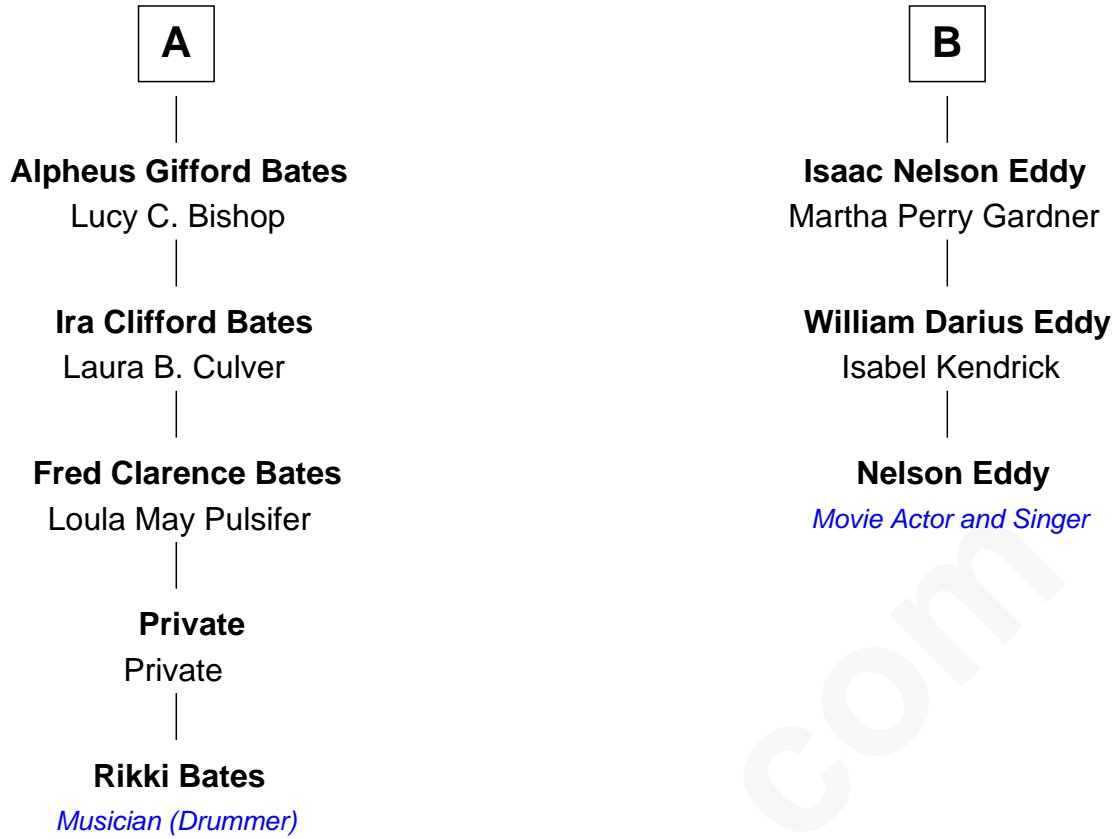 A
B
Alpheus Gifford Bates
Lucy C. Bishop
Isaac Nelson Eddy
Martha Perry Gardner
Ira Clifford Bates
Laura B. Culver
William Darius Eddy
Isabel Kendrick
Fred Clarence Bates
Loula May Pulsifer
Nelson Eddy
Movie Actor and Singer
Private
Private
Rikki Bates
Musician (Drummer)
com